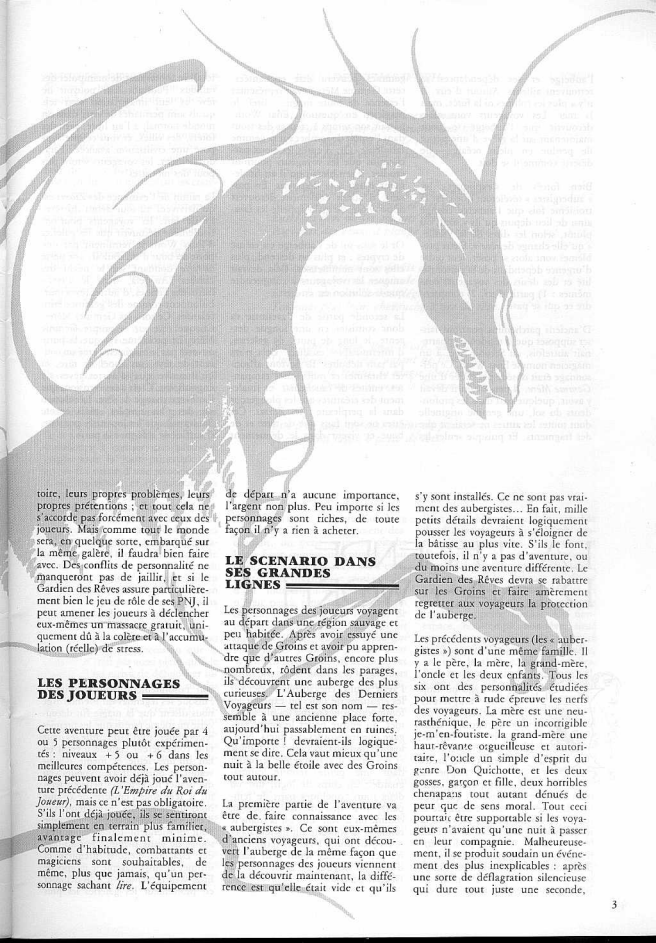 toire, leurs propres problèmes, leurs
propres prétentions ; et tout cela ne
s'accorde pas forcément avec ceux des
joueurs. Mais comme tout le monde
sera, en quelque sorte, embarqué sur
la même galère, il faudra bien faire
avec. Des conflits de personnalité ne
manqueront pas de jaillir, et si le
Gardien des Rêves assure particulière-
ment bien le jeu de rôle de ses PNJ, il
peut amener les joueurs à déclencher
eux-mêmes un massacre gratuit, uni-
quement dû à la colère et à l'accumu-
lation (réelle) de stress.
LES PERSONNAGES
DES JOUEURS
Cette aventure peut être jouée par 4
ou 5 personnages plutôt expérimen-
tés : niveaux +5 ou +6 dans les
meilleures compétences. Les person-
nages peuvent avoir déjà joué l'aven-
ture précédente (L'Empire du Roi du
Joueur), mais ce n'est pas obligatoire.
S'ils l'ont déjà jouée, ils se sentiront
simplement en terrain plus familier,
avantage finalement minime.
Comme d'habitude, combattants et
magiciens sont souhaitables, de
même, plus que jamais, qu'un per-
sonnage sachant lire. L'équipement
de départ n'a aucune importance,
l'argent non plus. Peu importe si les
personnages sont riches, de toute
façon il n'y a rien à acheter.
LE SCENARIO DANS
SES GRANDES
LIGNES
Les personnages des joueurs voyagent
au départ dans une région sauvage et
peu habitée. Après avoir essuyé une
attaque de Groins et avoir pu appren-
dre que d'autres Groins, encore plus
nombreux, rôdent dans les parages,
ils découvrent une auberge des plus
curieuses. L'Auberge des Derniers
Voyageurs — tel est son nom — res-
semble à une ancienne place forte,
aujourd'hui passablement en ruines.
Qu'importe ! devraient-ils logique-
ment se dire. Cela vaut mieux qu'une
nuit à la belle étoile avec des Groins
tout autour.
La première partie de l'aventure va
être de faire connaissance avec les
« aubergistes ». Ce sont eux-mêmes
d'anciens voyageurs, qui ont décou-
vert l'auberge de la même façon que
les personnages des joueurs viennent
de la découvrir maintenant, la diffé-
rence est qu'elle était vide et qu'ils
s'y sont installés. Ce ne sont pas vrai-
ment des aubergistes... En fait, mille
petits détails devraient logiquement
pousser les voyageurs à s'éloigner de
la bâtisse au plus vite. S'ils le font,
toutefois, il n'y a pas d'aventure, ou
du moins une aventure différente. Le
Gardien des Rêves devra se rabattre
sur les Groins et faire amèrement
regretter aux voyageurs la protection
de l'auberge.
Les précédents voyageurs (les « auber-
gistes ») sont d'une même famille. Il
y a le père, la mère, la grand-mère,
l'oncle et les deux enfants. Tous les
six ont des personnalités étudiées
pour mettre à rude épreuve les nerfs
des voyageurs. La mère est une neu-
rasthénique, le père un incorrigible
je-m'en-foutiste, la grand-mère une
haut-rêvante orgueilleuse et autori-
taire, l'oncle un simple d'esprit du
genre Don Quichotte, et les deux
gosses, garçon et fille, deux horribles
chenapans tout autant dénués de
peur que de sens moral. Tout ceci
pourrait être supportable si les voya-
geurs n'avaient qu'une nuit à passer
en leur compagnie. Malheureuse-
ment, il se produit soudain un événe-
ment des plus inexplicables : après
une sorte de déflagration silencieuse
qui dure tout juste une seconde,
3